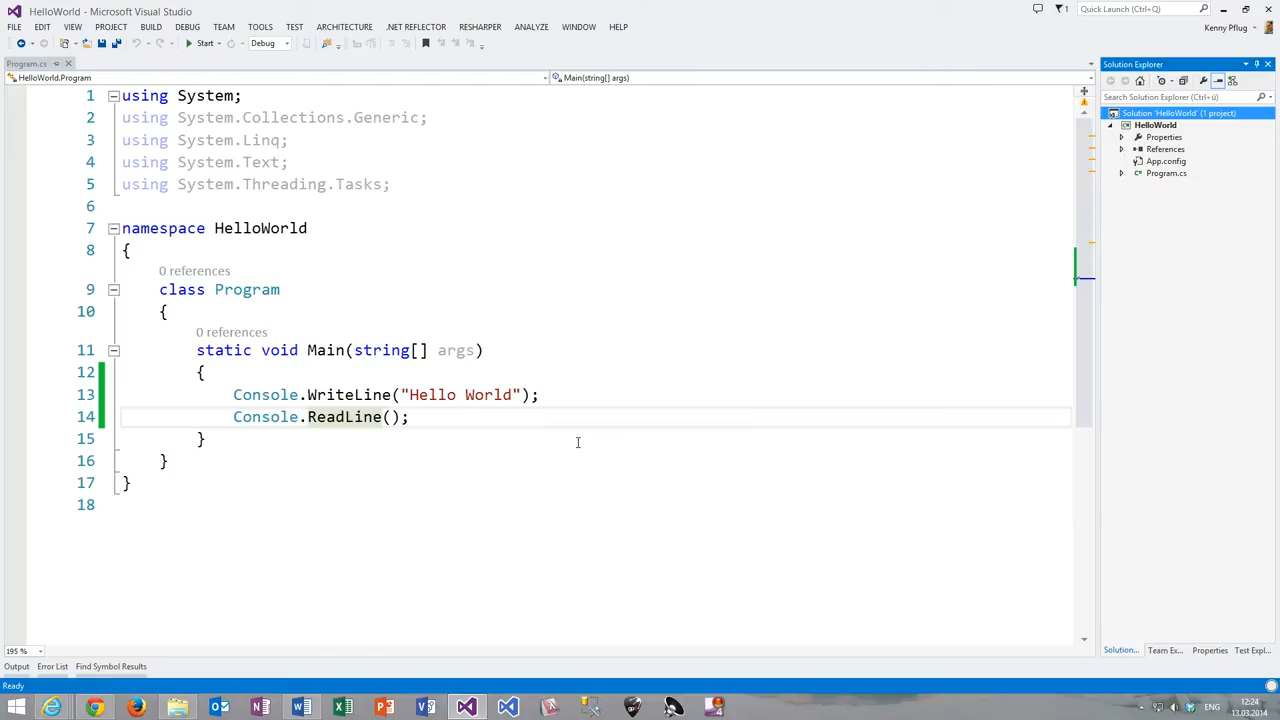 HelloWorld - Microsoft Visual Studio
Quick Launch (Ctrl+Q)
FILE EDIT VIEW PROJECT BUILD DEBUG TEAM TOOLS TEST ARCHITECTURE .NET REFLECTOR RESHARPER ANALYZE WINDOW HELP
Kenny Pflug
Start Debug
Program.cs
HelloWorld.Program
Main(string[] args)
1 using System;
2 using System.Collections.Generic;
3 using System.Linq;
4 using System.Text;
5 using System.Threading.Tasks;
6
7 namespace HelloWorld
8 {
0 references
9 class Program
10 {
0 references
11 static void Main(string[] args)
12 {
13 Console.WriteLine("Hello World");
14 Console.ReadLine();
15 }
16 }
17 }
18
195 %
Solution Explorer
Search Solution Explorer (Ctrl+ü)
Solution 'HelloWorld' (1 project)
HelloWorld
Properties
References
App.config
Program.cs
Solution... Team Ex... Properties Test Expl...
Output Error List Find Symbol Results
Ready
ENG
12:24
13.03.2014